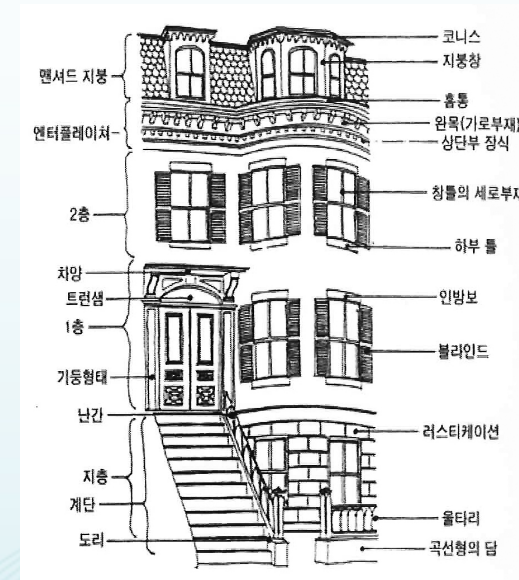 맨셔드 지붕
엔터플레이쳐
2층
차양
트런샘
1층
기둥형태
난간
지층
계단
도리
코니스
지붕창
홈통
완목(기로부재)
상단부 장식
창틀의 세로부재
하부 틀
인방보
블라인드
러스티케이션
울타리
곡선형의 담